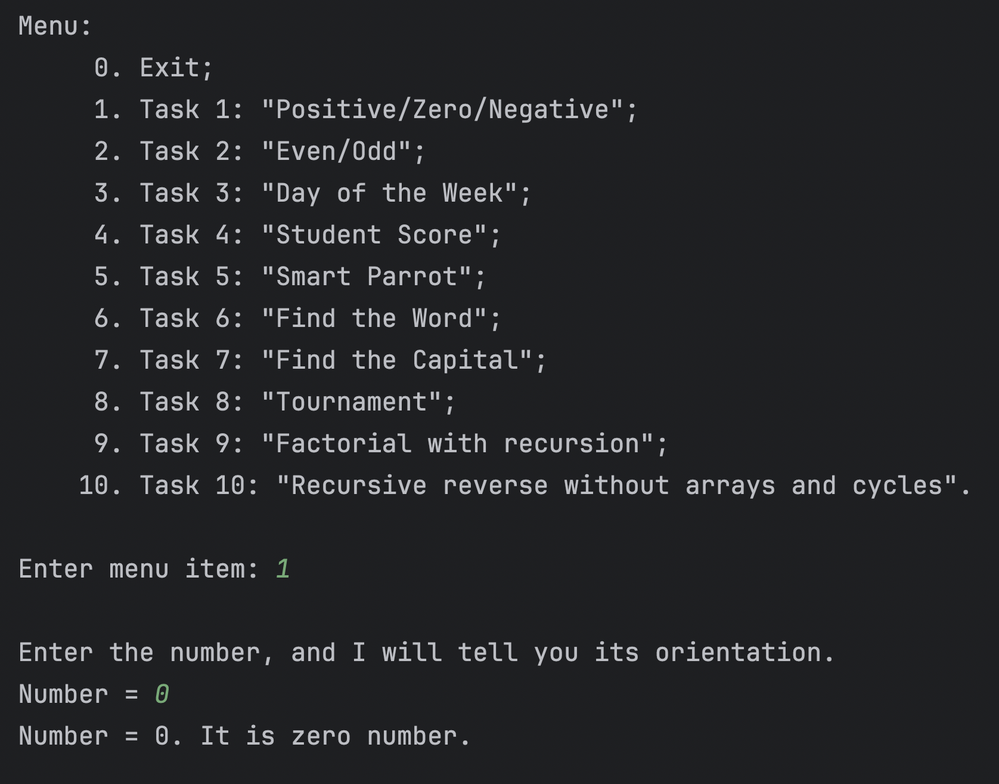 Menu:
0. Exit;
1. Task 1: "Positive/Zero/Negative";
2. Task 2: "Even/Odd";
3. Task 3: "Day of the Week";
4. Task 4: "Student Score";
5. Task 5: "Smart Parrot";
6. Task 6: "Find the Word";
7. Task 7: "Find the Capital";
8. Task 8: "Tournament";
9. Task 9: "Factorial with recursion";
10. Task 10: "Recursive reverse without arrays and cycles".
Enter menu item: 1
Enter the number, and I will tell you its orientation.
Number = 0
Number = 0. It is zero number.